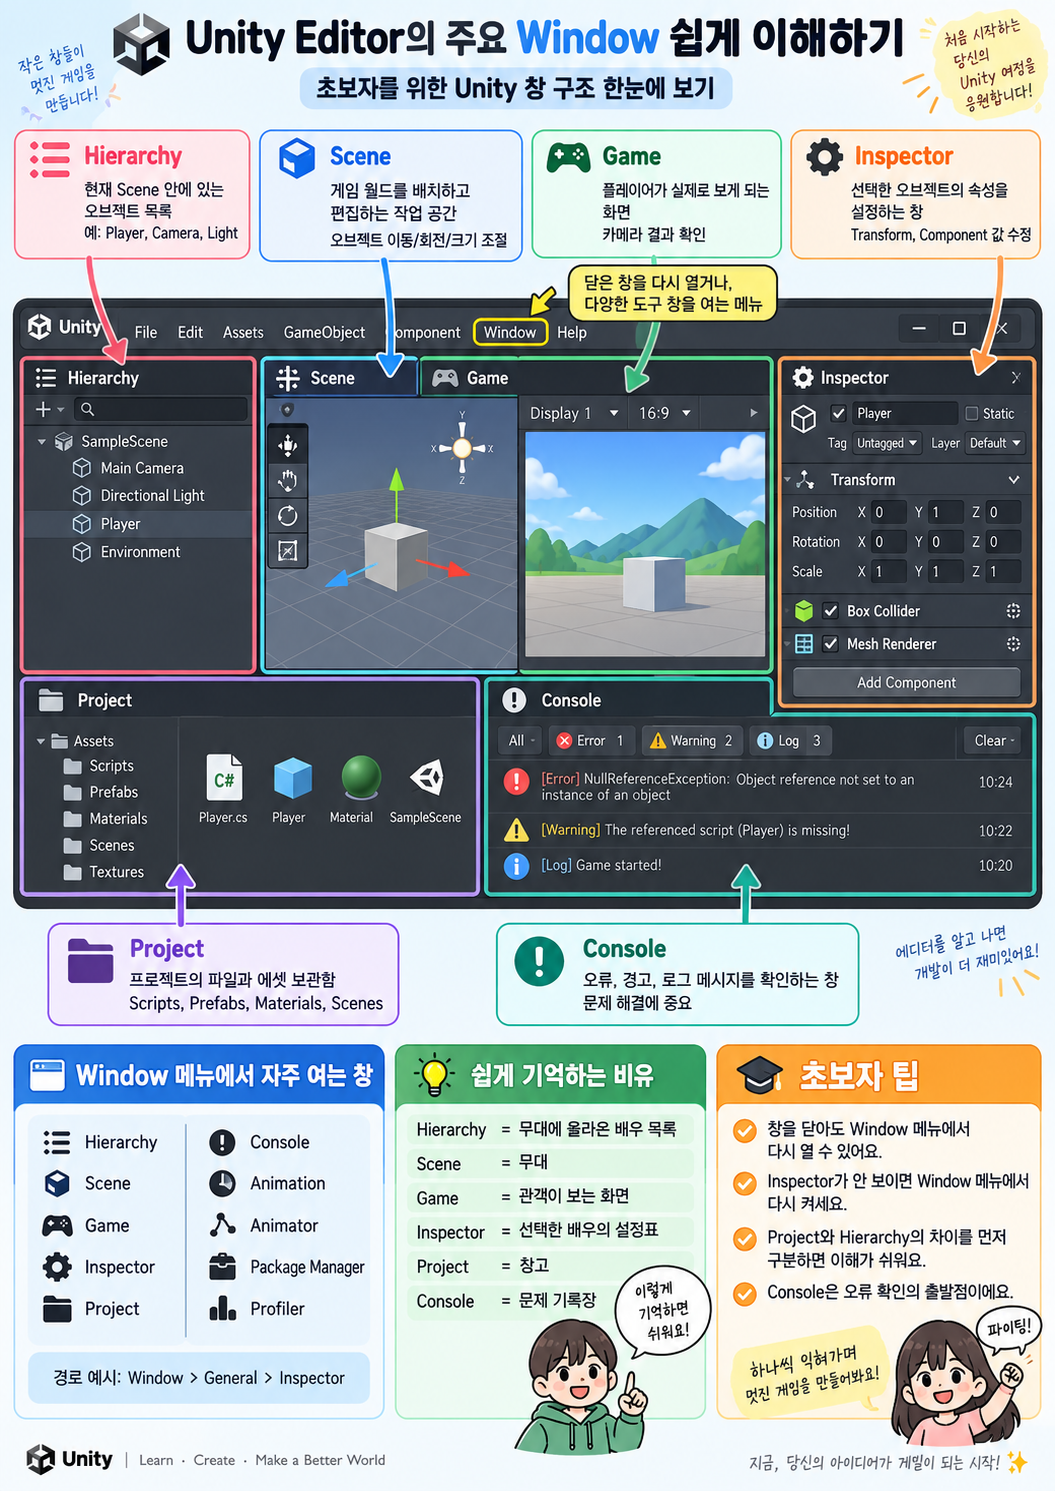 Unity Editor의 주요 Window 쉽게 이해하기
초보자를 위한 Unity 창 구조 한눈에 보기
작은 창들이
멋진 게임을
만듭니다!
처음 시작하는
당신의
Unity 여정을
응원합니다!
Hierarchy
현재 Scene 안에 있는
오브젝트 목록
예: Player, Camera, Light
Scene
게임 월드를 배치하고
편집하는 작업 공간
오브젝트 이동/회전/크기 조절
Game
플레이어가 실제로 보게 되는
화면
카메라 결과 확인
Inspector
선택한 오브젝트의 속성을
설정하는 창
Transform, Component 값 수정
닫은 창을 다시 열거나,
다양한 도구 창을 여는 메뉴
Unity File Edit Assets GameObject Component Window Help
Hierarchy
SampleScene
Main Camera
Directional Light
Player
Environment
Scene
Y
X X
Z
Game
Display 1 16:9
Inspector
Player Static
Tag Untagged Layer Default
Transform
Position X 0 Y 1 Z 0
Rotation X 0 Y 0 Z 0
Scale X 1 Y 1 Z 1
Box Collider
Mesh Renderer
Add Component
Project
Assets
Scripts
Prefabs
Materials
Scenes
Textures
C#
Player.cs Player Material SampleScene
Console
All Error 1 Warning 2 Log 3 Clear
[Error] NullReferenceException: Object reference not set to an
instance of an object
10:24
[Warning] The referenced script (Player) is missing! 10:22
[Log] Game started! 10:20
Project
프로젝트의 파일과 에셋 보관함
Scripts, Prefabs, Materials, Scenes
Console
오류, 경고, 로그 메시지를 확인하는 창
문제 해결에 중요
에디터를 알고 나면
개발이 더 재미있어요!
Window 메뉴에서 자주 여는 창
Hierarchy
Scene
Game
Inspector
Project
Console
Animation
Animator
Package Manager
Profiler
경로 예시: Window > General > Inspector
쉽게 기억하는 비유
Hierarchy = 무대에 올라온 배우 목록
Scene = 무대
Game = 관객이 보는 화면
Inspector = 선택한 배우의 설정표
Project = 창고
Console = 문제 기록장
이렇게
기억하면
쉬워요!
초보자 팁
창을 닫아도 Window 메뉴에서
다시 열 수 있어요.
Inspector가 안 보이면 Window 메뉴에서
다시 켜세요.
Project와 Hierarchy의 차이를 먼저
구분하면 이해가 쉬워요.
Console은 오류 확인의 출발점이에요.
하나씩 익혀가며
멋진 게임을 만들어봐요!
파이팅!
Unity | Learn · Create · Make a Better World
지금, 당신의 아이디어가 게밀이 되는 시작!